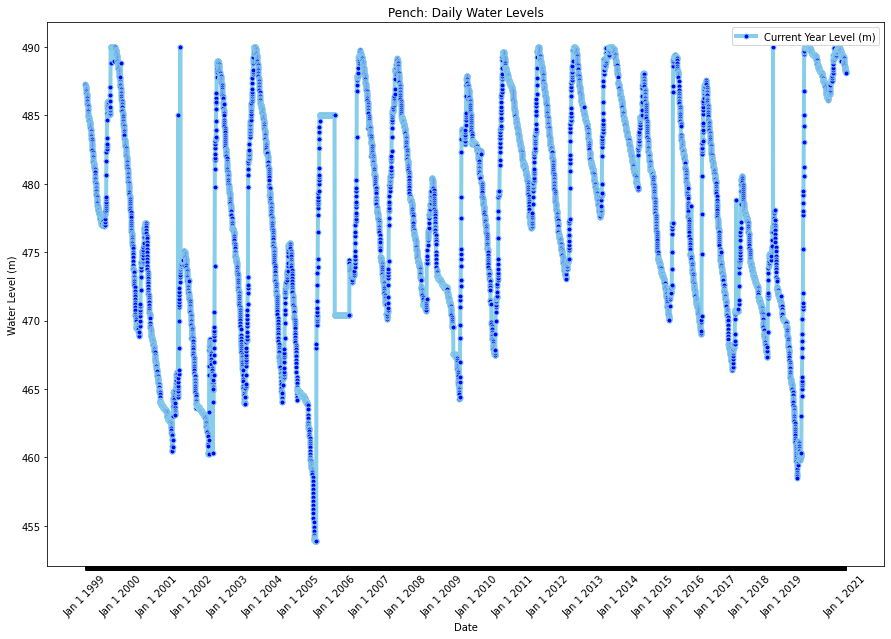 Pench: Daily Water Levels
Current Year Level (m)
490
485
480
475
470
465
460
455
Water Level (m)
Jan 1 1999
Jan 1 2000
Jan 1 2001
Jan 1 2002
Jan 1 2003
Jan 1 2004
Jan 1 2005
Jan 1 2006
Jan 1 2007
Jan 1 2008
Jan 1 2009
Jan 1 2010
Jan 1 2011
Jan 1 2012
Jan 1 2013
Jan 1 2014
Jan 1 2015
Jan 1 2016
Jan 1 2017
Jan 1 2018
Jan 1 2019
Jan 1 2021
Date